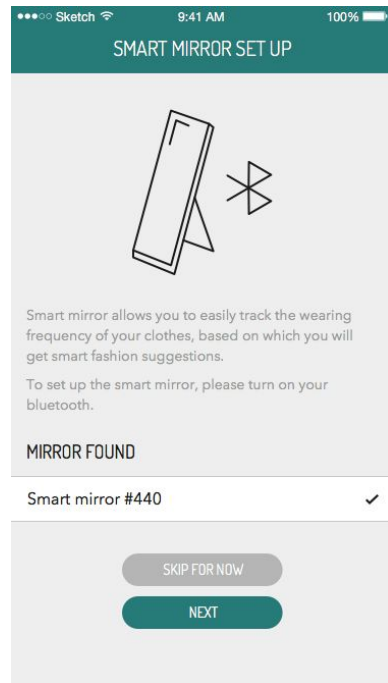 Sketch 9:41 AM 100%
SMART MIRROR SET UP
Smart mirror allows you to easily track the wearing
frequency of your clothes, based on which you will
get smart fashion suggestions.
To set up the smart mirror, please turn on your
bluetooth.
MIRROR FOUND
Smart mirror #440
SKIP FOR NOW
NEXT